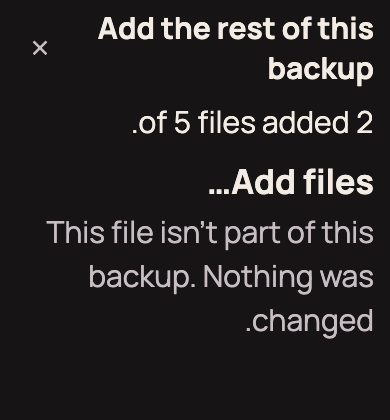 Add the rest of this
backup
.of 5 files added 2
…Add files
This file isn't part of this
backup. Nothing was
.changed